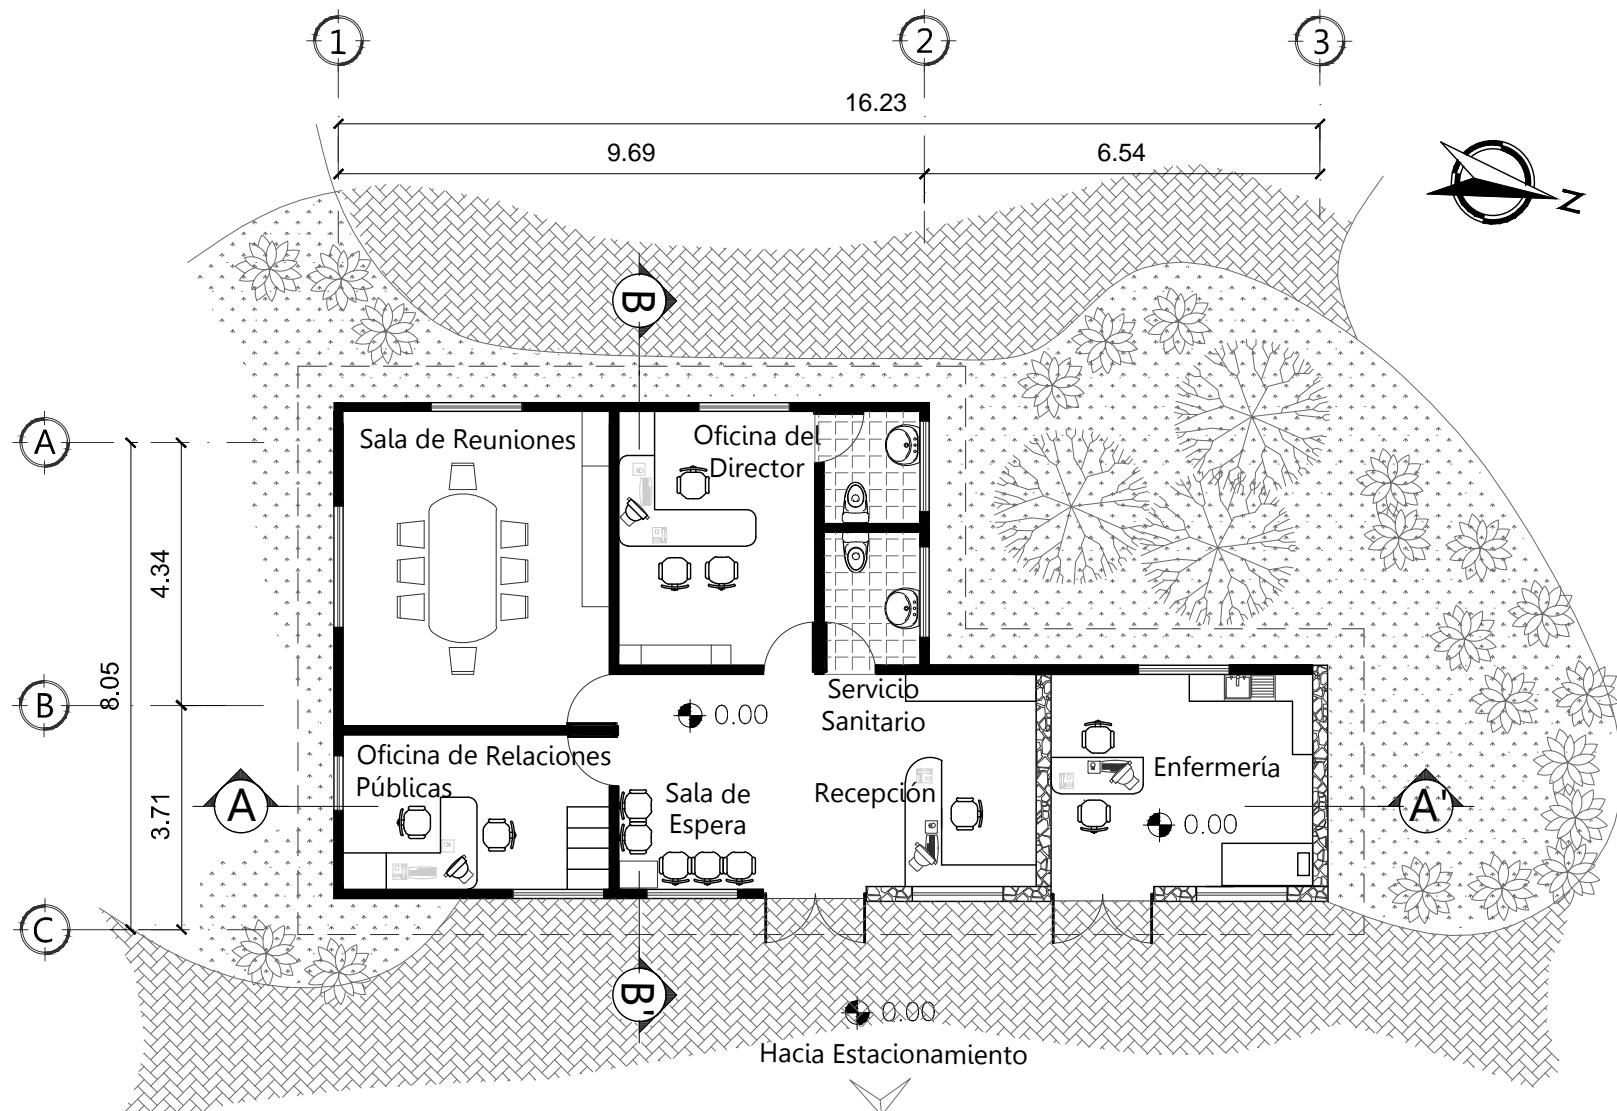 1
2
3
16.23
9.69
6.54
N
B
A
Sala de Reuniones
Oficina del
Director
4.34
8.05
B
Servicio
Sanitario
0.00
Oficina de Relaciones
Públicas
Sala de
Espera
Recepción
Enfermería
0.00
A
A'
3.71
C
B'
0.00
Hacia Estacionamiento